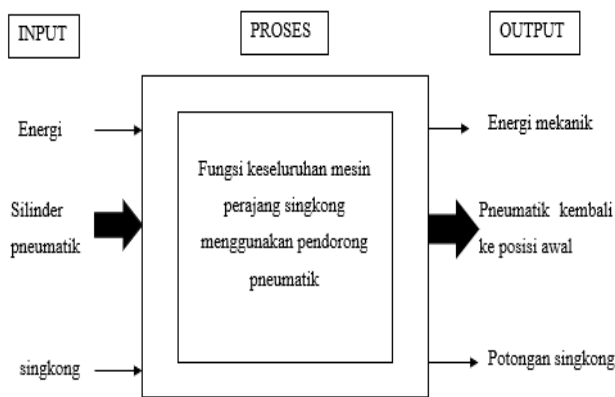 INPUT
PROSES
OUTPUT
Energi
Silinder
pneumatik
singkong
Fungsi keseluruhan mesin
perajang singkong
menggunakan pendorong
pneumatik
Energi mekanik
Pneumatik kembali
ke posisi awal
Potongan singkong